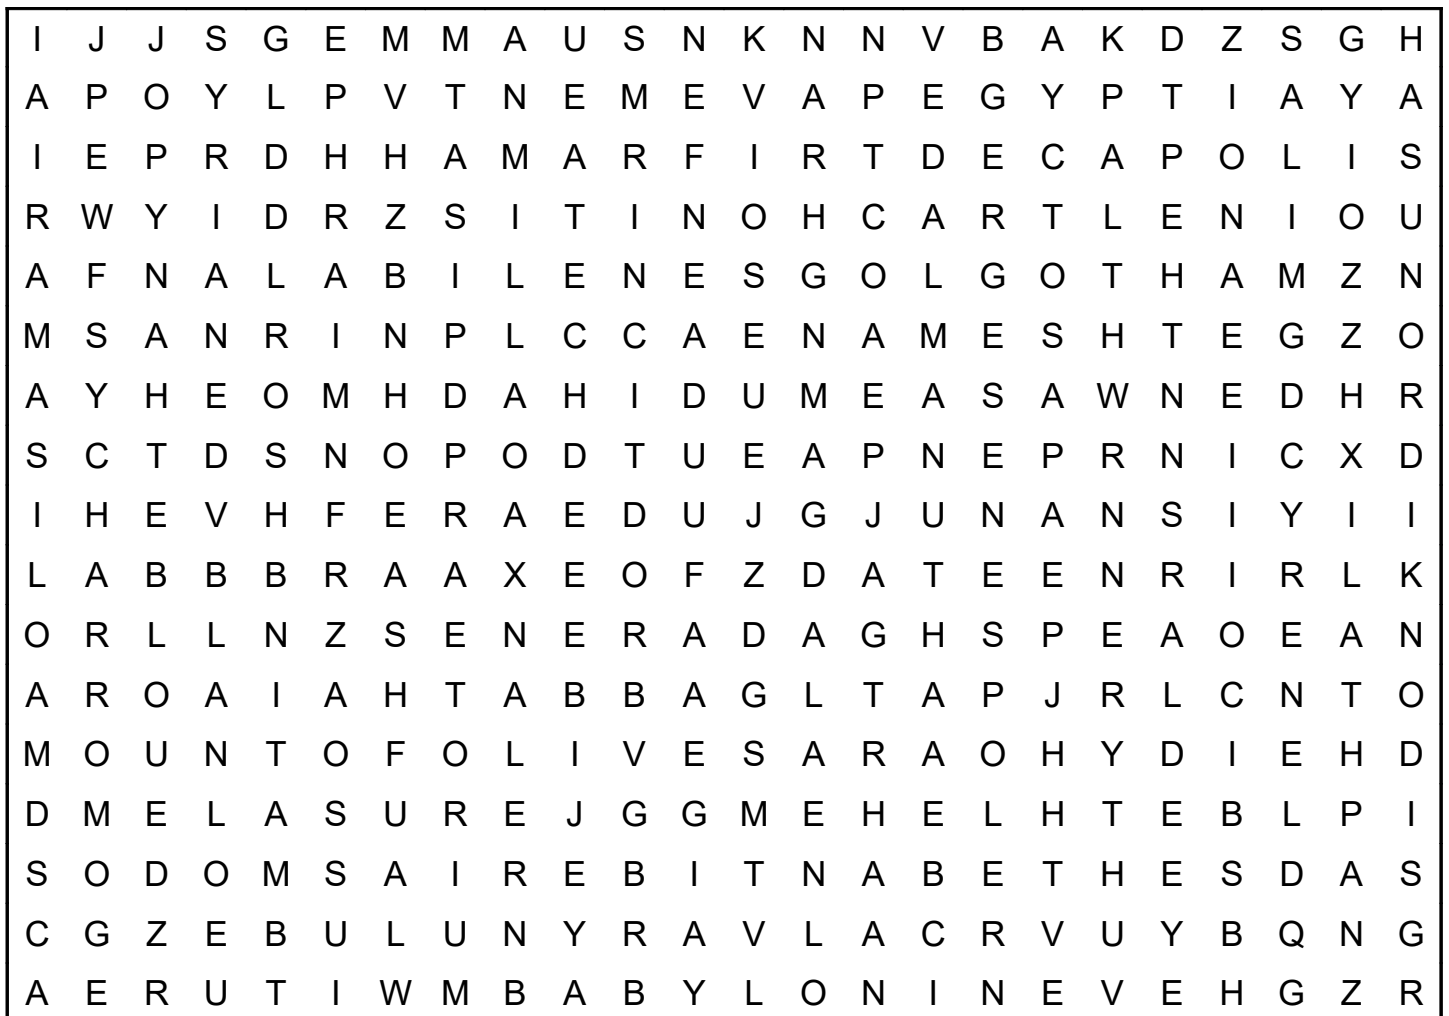 I J J S G E M M A U S N K N N V B A K D Z S G H
A P O Y L P V T N E M E V A P E G Y P T I A Y A
I E P R D H H A M A R F I R T D E C A P O L I S
R W Y I D R Z S I T I N O H C A R T L E N I O U
A F N A L A B I L E N E S G O L G O T H A M Z N
M S A N R I N P L C C A E N A M E S H T E G Z O
A Y H E O M H D A H I D U M E A S A W N E D H R
S C T D S N O P O D T U E A P N E P R N I C X D
I H E V H F E R A E D U J G J U N A N S I Y I I
L A B B B R A A X E O F Z D A T E E N R I R L K
O R L L N Z S E N E R A D A G H S P E A O E A N
A R O A I A H T A B B A G L T A P J R L C N T O
M O U N T O F O L I V E S A R A O H Y D I E H D
D M E L A S U R E J G G M E H E L H T E B L P I
S O D O M S A I R E B I T N A B E T H E S D A S
C G Z E B U L U N Y R A V L A C R V U Y B Q N G
A E R U T I W M B A B Y L O N I N E V E H G Z R